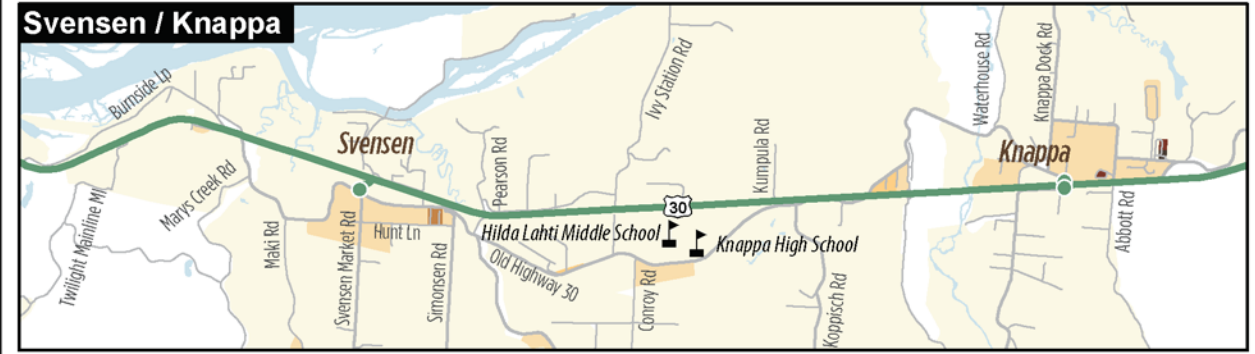 Svensen / Knappa
Burnside Lp
Ivy Station Rd
Waterhouse Rd
Knappa Dock Rd
Svensen
Pearson Rd
Kumpula Rd
Knappa
Marys Creek Rd
Twilight Mainline Ml
Maki Rd
Svensen Market Rd
Hunt Ln
Simonsen Rd
30
Hilda Lahti Middle School
Knappa High School
Old Highway 30
Conroy Rd
Koppisch Rd
Abbott Rd